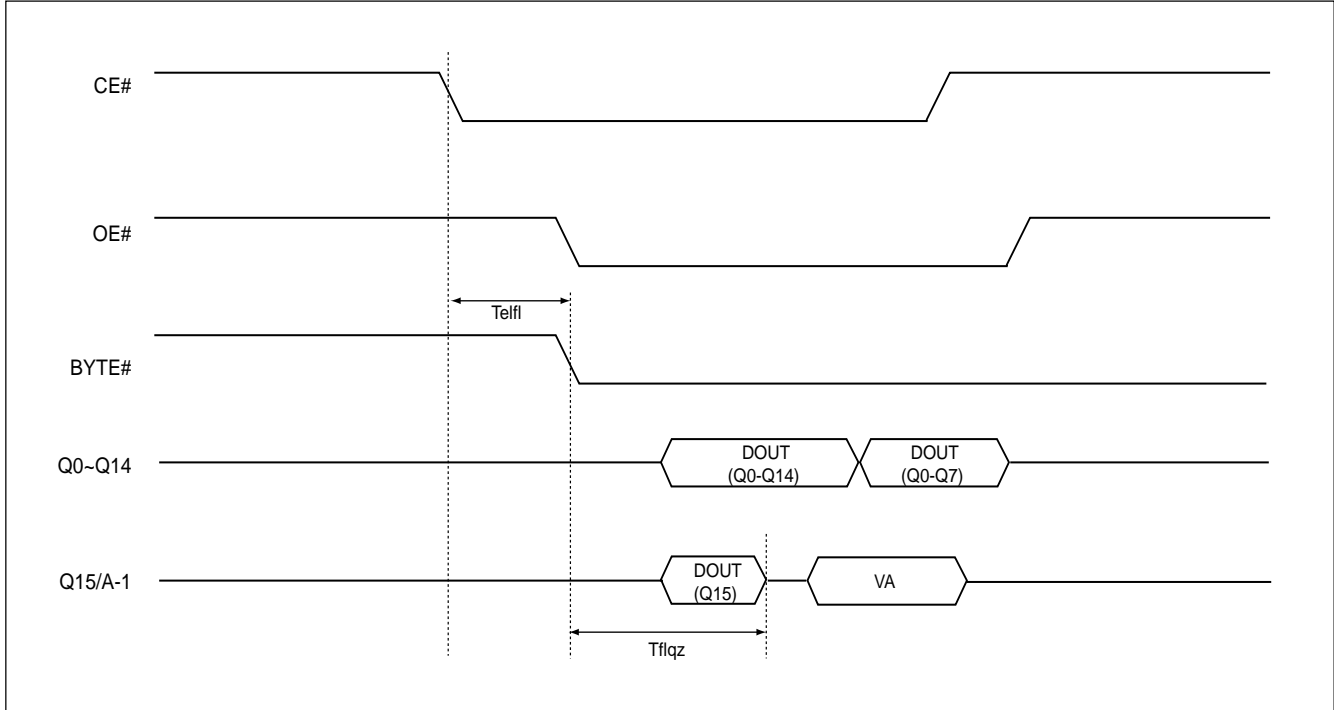 CE#
OE#
Telfl
BYTE#
Q0~Q14
DOUT
(Q0-Q14)
DOUT
(Q0-Q7)
Q15/A-1
DOUT
(Q15)
VA
Tflqz